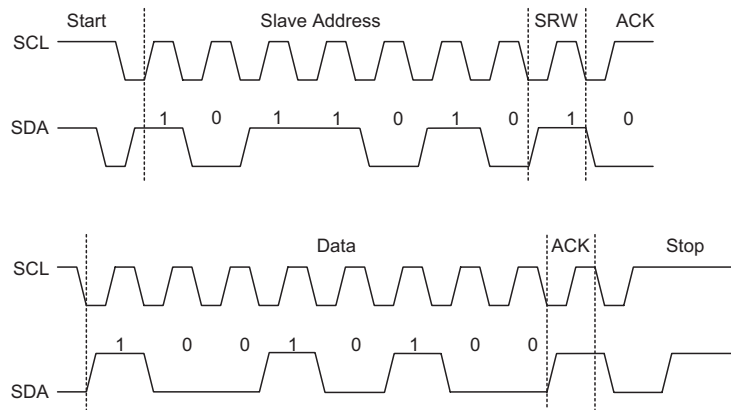 Start Slave Address SRW ACK
SCL
1 0 1 1 0 1 0 1 0
SDA
Data ACK Stop
SCL
1 0 0 1 0 1 0 0
SDA